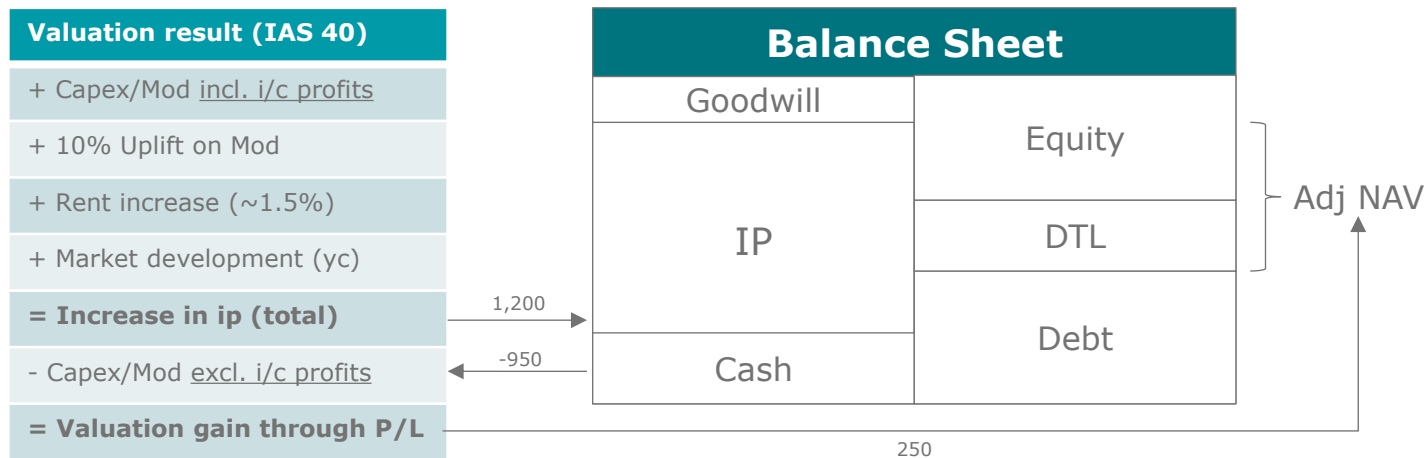 Valuation result (IAS 40)
+ Capex/Mod incl. i/c profits
+ 10% Uplift on Mod
+ Rent increase (~1.5%)
+ Market development (yc)
= Increase in ip (total)
- Capex/Mod excl. i/c profits
= Valuation gain through P/L
1,200
-950
250
Balance Sheet
Goodwill
IP
Cash
Equity
DTL
Debt
Adj NAV